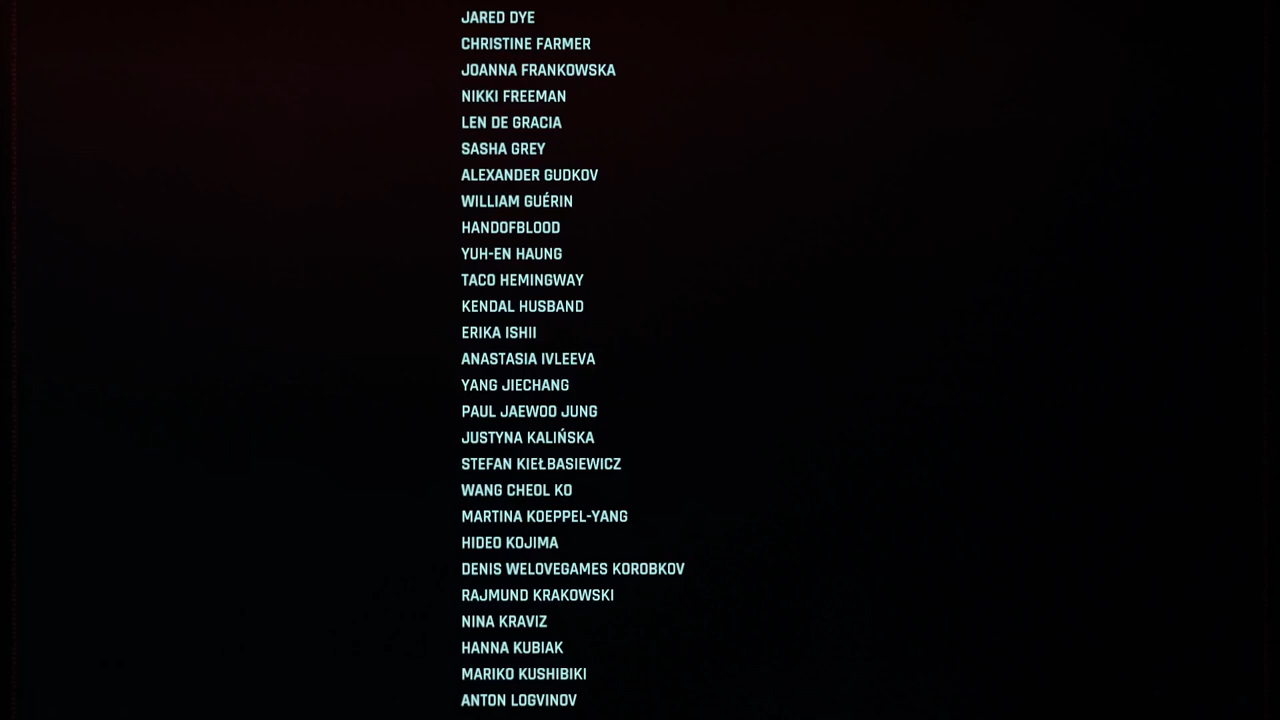 JARED DYE
CHRISTINE FARMER
JOANNA FRANKOWSKA
NIKKI FREEMAN
LEN DE GRACIA
SASHA GREY
ALEXANDER GUDKOV
WILLIAM GUÉRIN
HANDOFBLOOD
YUH-EN HAUNG
TACO HEMINGWAY
KENDAL HUSBAND
ERIKA ISHII
ANASTASIA IVLEEVA
YANG JIECHANG
PAUL JAEWOO JUNG
JUSTYNA KALIŃSKA
STEFAN KIEŁBASIEWICZ
WANG CHEOL KO
MARTINA KOEPPEL-YANG
HIDEO KOJIMA
DENIS WELOVEGAMES KOROBKOV
RAJMUND KRAKOWSKI
NINA KRAVIZ
HANNA KUBIAK
MARIKO KUSHIBIKI
ANTON LOGVINOV